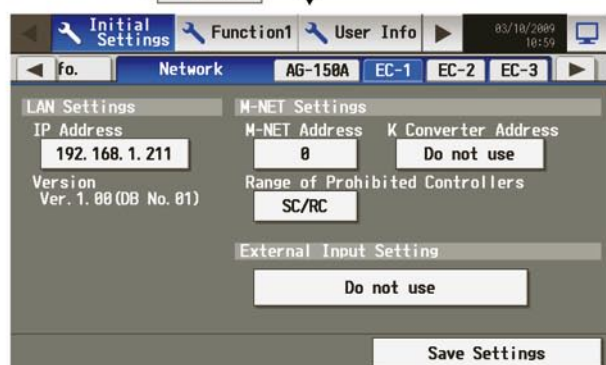 Initial
Settings
Function1
User Info
03/10/2009
10:59
fo.
Network
AG-150A
EC-1
EC-2
EC-3
LAN Settings
IP Address
192.168.1.211
Version
Ver.1.00(DB No.01)
M-NET Settings
M-NET Address
K Converter Address
0
Do not use
Range of Prohibited Controllers
SC/RC
External Input Setting
Do not use
Save Settings